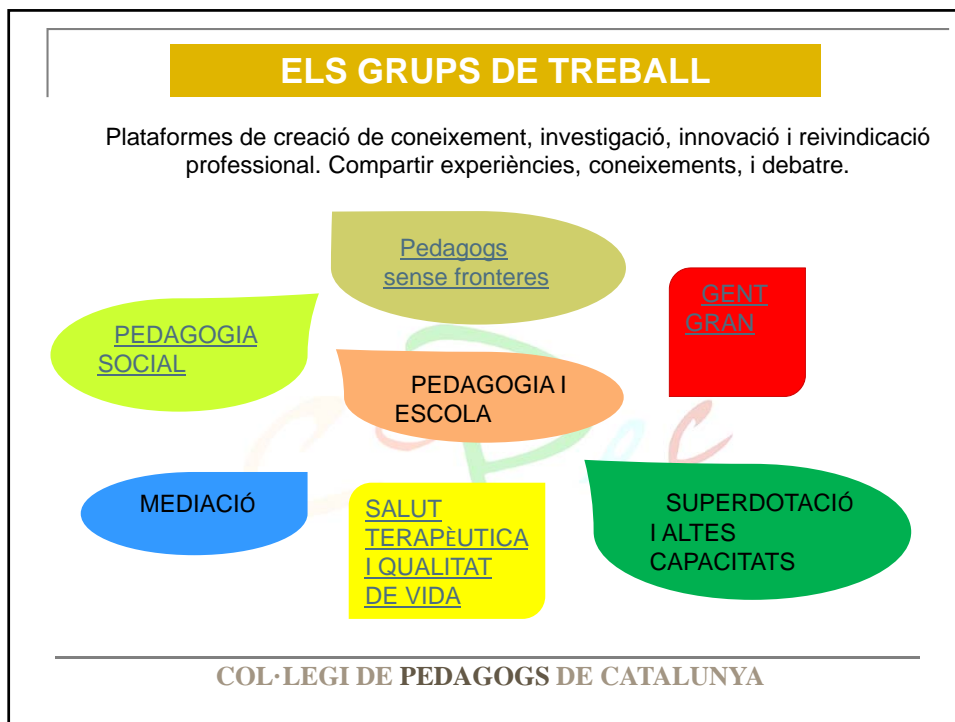 ELS GRUPS DE TREBALL
Plataformes de creació de coneixement, investigació, innovació i reivindicació
professional. Compartir experiències, coneixements, i debatre.
Pedagogs
sense fronteres
GENT
GRAN
PEDAGOGIA
SOCIAL
PEDAGOGIA I
ESCOLA
MEDIACIÓ
SALUT
TERAPÈUTICA
I QUALITAT
DE VIDA
SUPERDOTACIÓ
I ALTES
CAPACITATS
COL·LEGI DE PEDAGOGS DE CATALUNYA